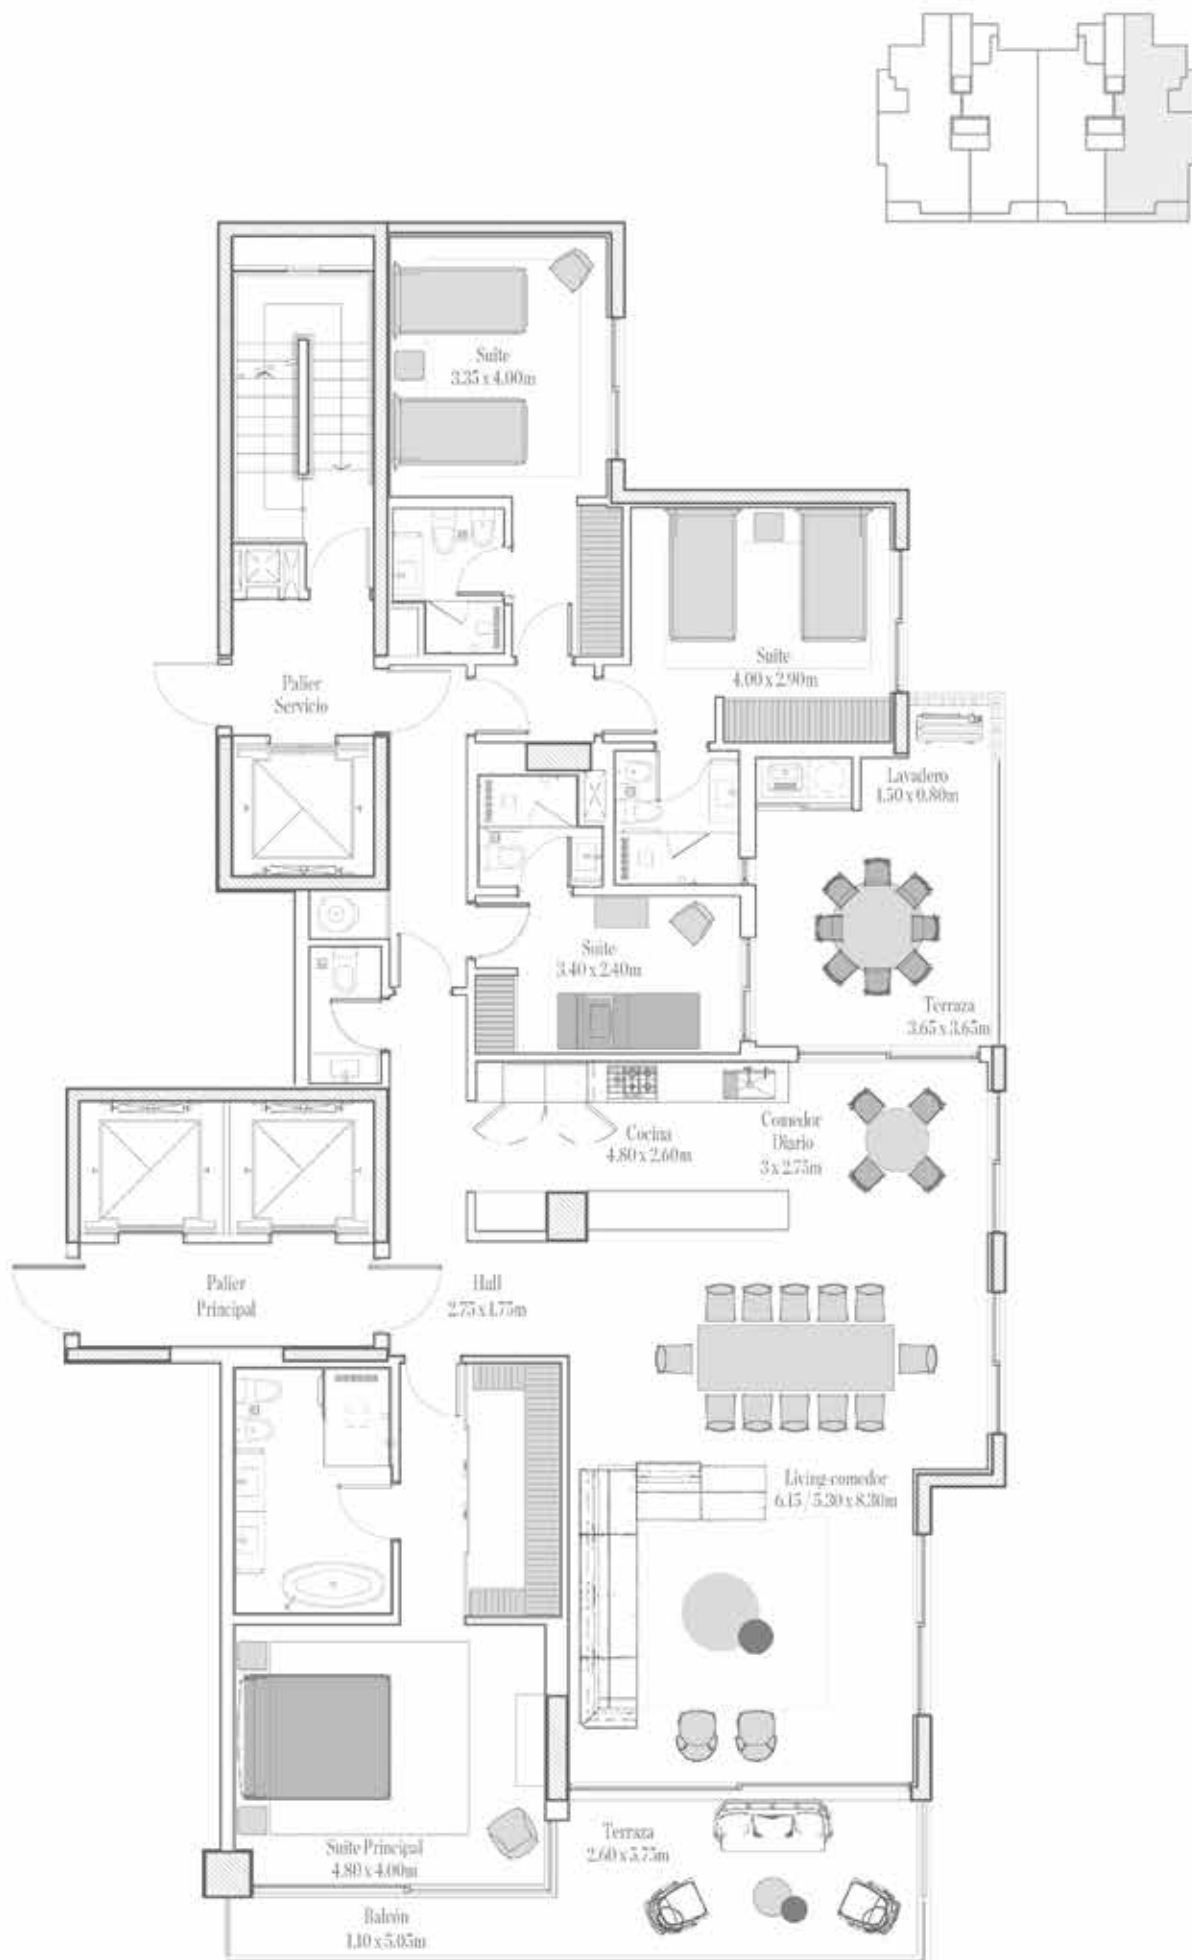 Suite
3.35 x 4.00m
Suite
4.00 x 2.90m
Palier
Servicio
Lavadero
1.50 x 0.80m
Suite
3.40 x 2.40m
Terraza
3.65 x 3.65m
Cocina
4.80 x 2.60m
Comedor
Diario
3 x 2.75m
Palier
Principal
Hall
2.75 x 1.75m
Living-comedor
6.15 / 5.30 x 8.30m
Suite Principal
4.80 x 4.00m
Terraza
2.60 x 5.75m
Balcón
1.10 x 5.05m